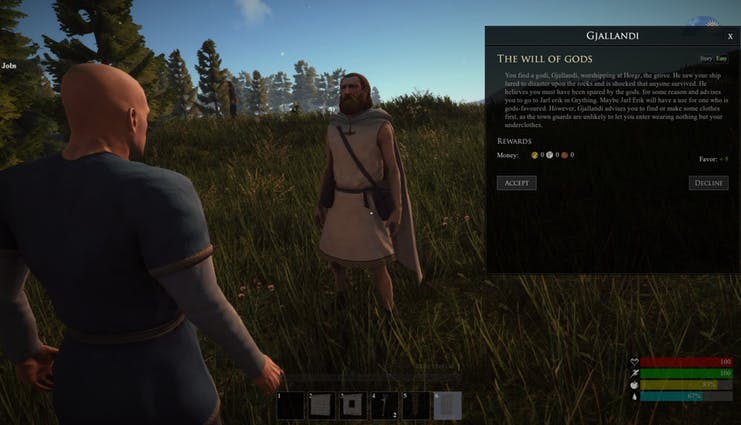 Jobs
Gjallandi
X
The will of gods
Story Easy
You find a godi, Gjallandi, worshipping at Horgr, the grove. He saw your ship
lured to disaster upon the rocks and is shocked that anyone survived. He
believes you must have been spared by the gods. for some reason and advises
you to go to Jarl erik in Grything. Maybe Jarl Erik will have a use for one who is
gods-favoured. However, Gjallandi advises you to find or make some clothes
first, as the town guards are unlikely to let you enter wearing nothing but your
underclothes.
Rewards
Money: 0 0 0
Favor: + 5
Accept
Decline
100
100
83%
67%
1 2 3 4 5 6
2